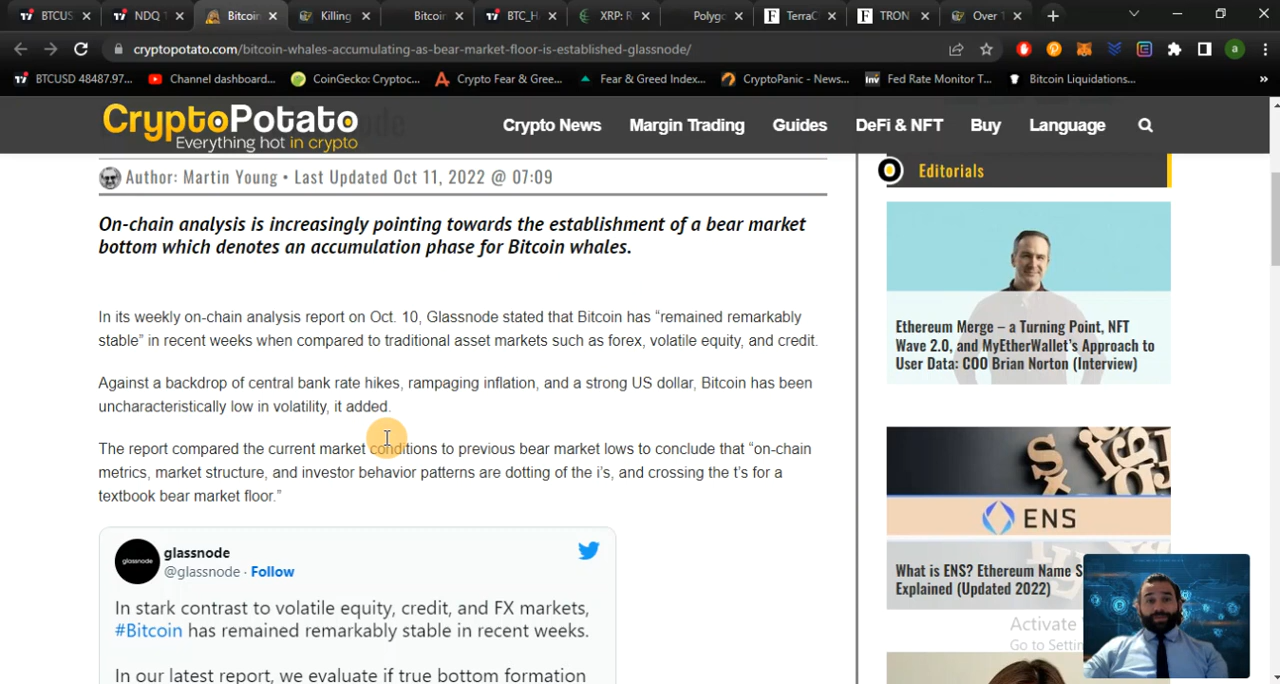 BTCUS
NDQ 1
Bitcoin
Killing
Bitcoin
BTC_H
XRP: R
Polygo
TerraC
TRON
Over 1
cryptopotato.com/bitcoin-whales-accumulating-as-bear-market-floor-is-established-glassnode/
BTCUSD 48487.97...
Channel dashboard...
CoinGecko: Cryptoc...
Crypto Fear & Gree...
Fear & Greed Index...
CryptoPanic - News...
Inv
Fed Rate Monitor T...
Bitcoin Liquidations...
CryptoPotato
Everything hot in crypto
Crypto News
Margin Trading
Guides
DeFi & NFT
Buy
Language
Author: Martin Young • Last Updated Oct 11, 2022 @ 07:09
On-chain analysis is increasingly pointing towards the establishment of a bear market
bottom which denotes an accumulation phase for Bitcoin whales.
In its weekly on-chain analysis report on Oct. 10, Glassnode stated that Bitcoin has “remained remarkably
stable” in recent weeks when compared to traditional asset markets such as forex, volatile equity, and credit.
Against a backdrop of central bank rate hikes, rampaging inflation, and a strong US dollar, Bitcoin has been
uncharacteristically low in volatility, it added.
The report compared the current market conditions to previous bear market lows to conclude that “on-chain
metrics, market structure, and investor behavior patterns are dotting of the i’s, and crossing the t’s for a
textbook bear market floor.”
glassnode
glassnode
@glassnode · Follow
In stark contrast to volatile equity, credit, and FX markets,
#Bitcoin has remained remarkably stable in recent weeks.
In our latest report, we evaluate if true bottom formation
Editorials
Ethereum Merge – a Turning Point, NFT
Wave 2.0, and MyEtherWallet’s Approach to
User Data: COO Brian Norton (Interview)
ENS
What is ENS? Ethereum Name S
Explained (Updated 2022)
Activate
Go to Settin